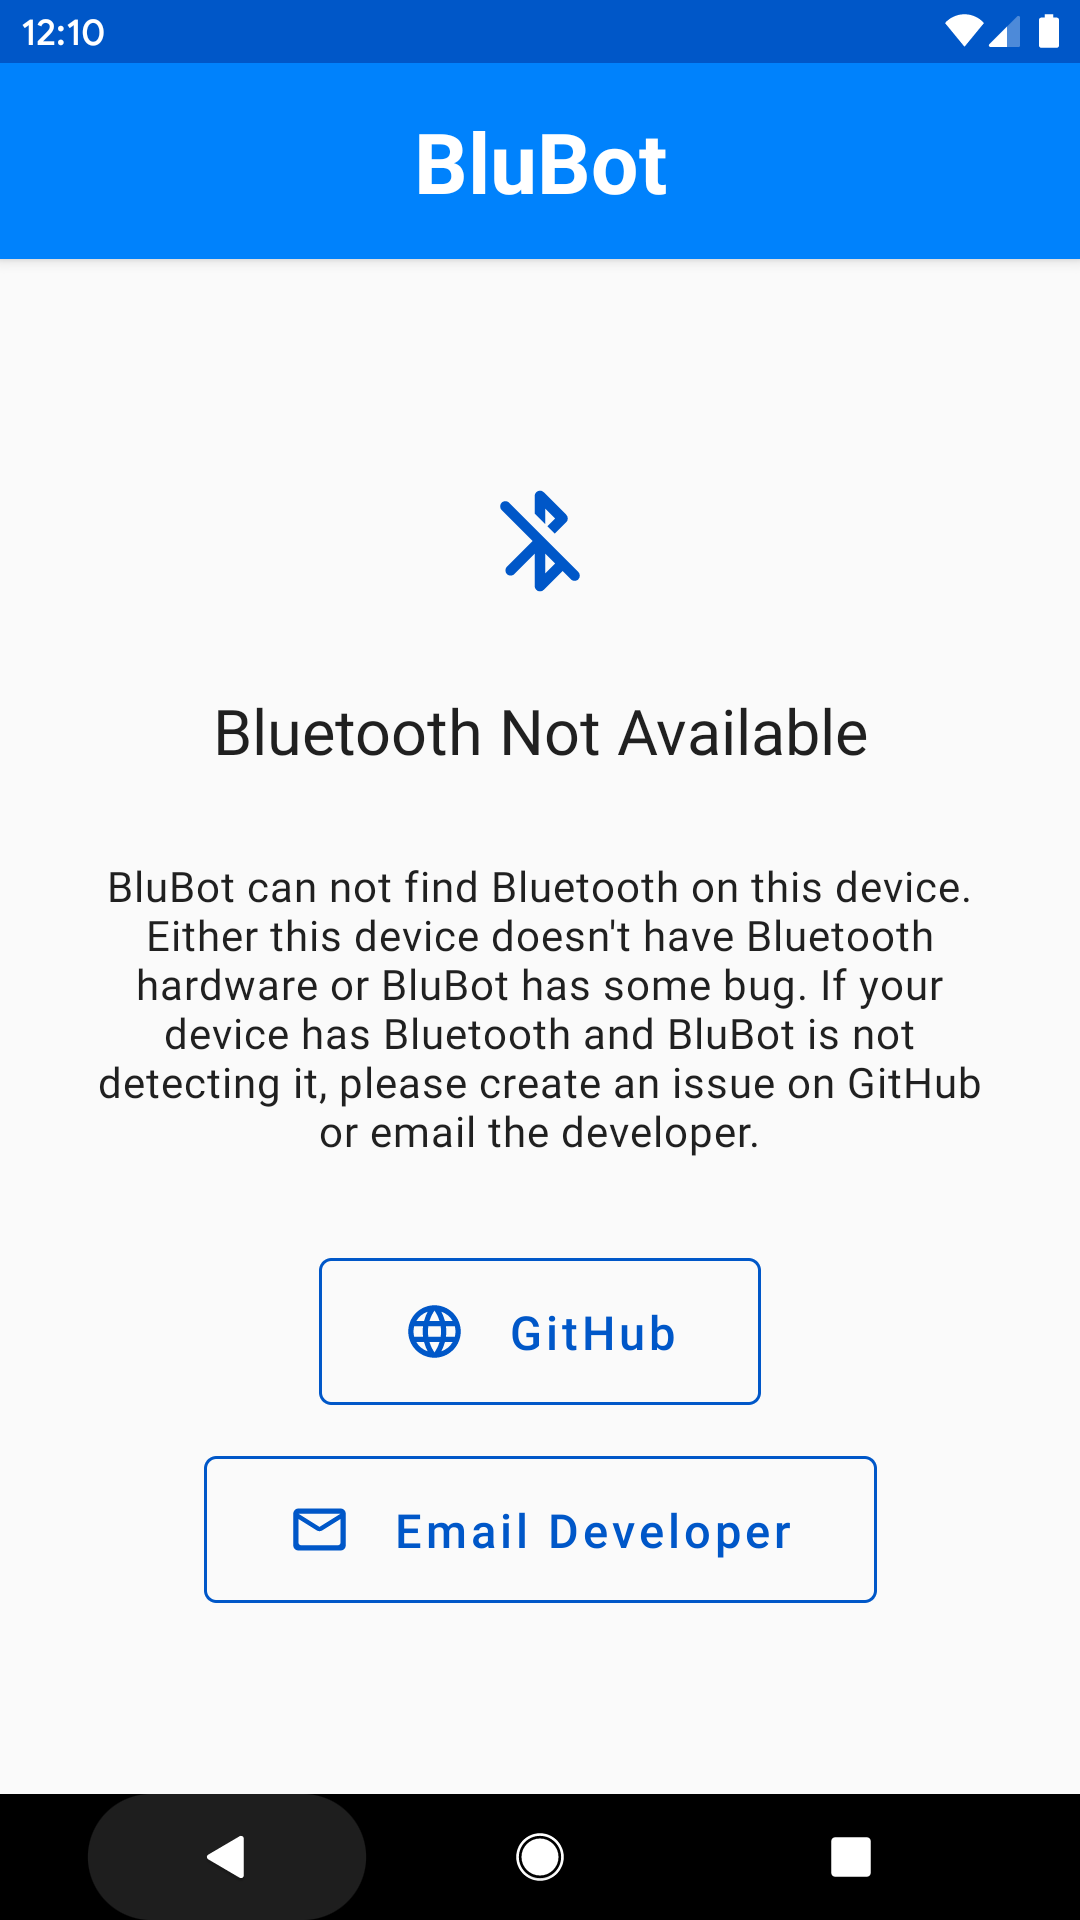 12:10
BluBot
Bluetooth Not Available
BluBot can not find Bluetooth on this device.
Either this device doesn't have Bluetooth
hardware or BluBot has some bug. If your
device has Bluetooth and BluBot is not
detecting it, please create an issue on GitHub
or email the developer.
GitHub
Email Developer